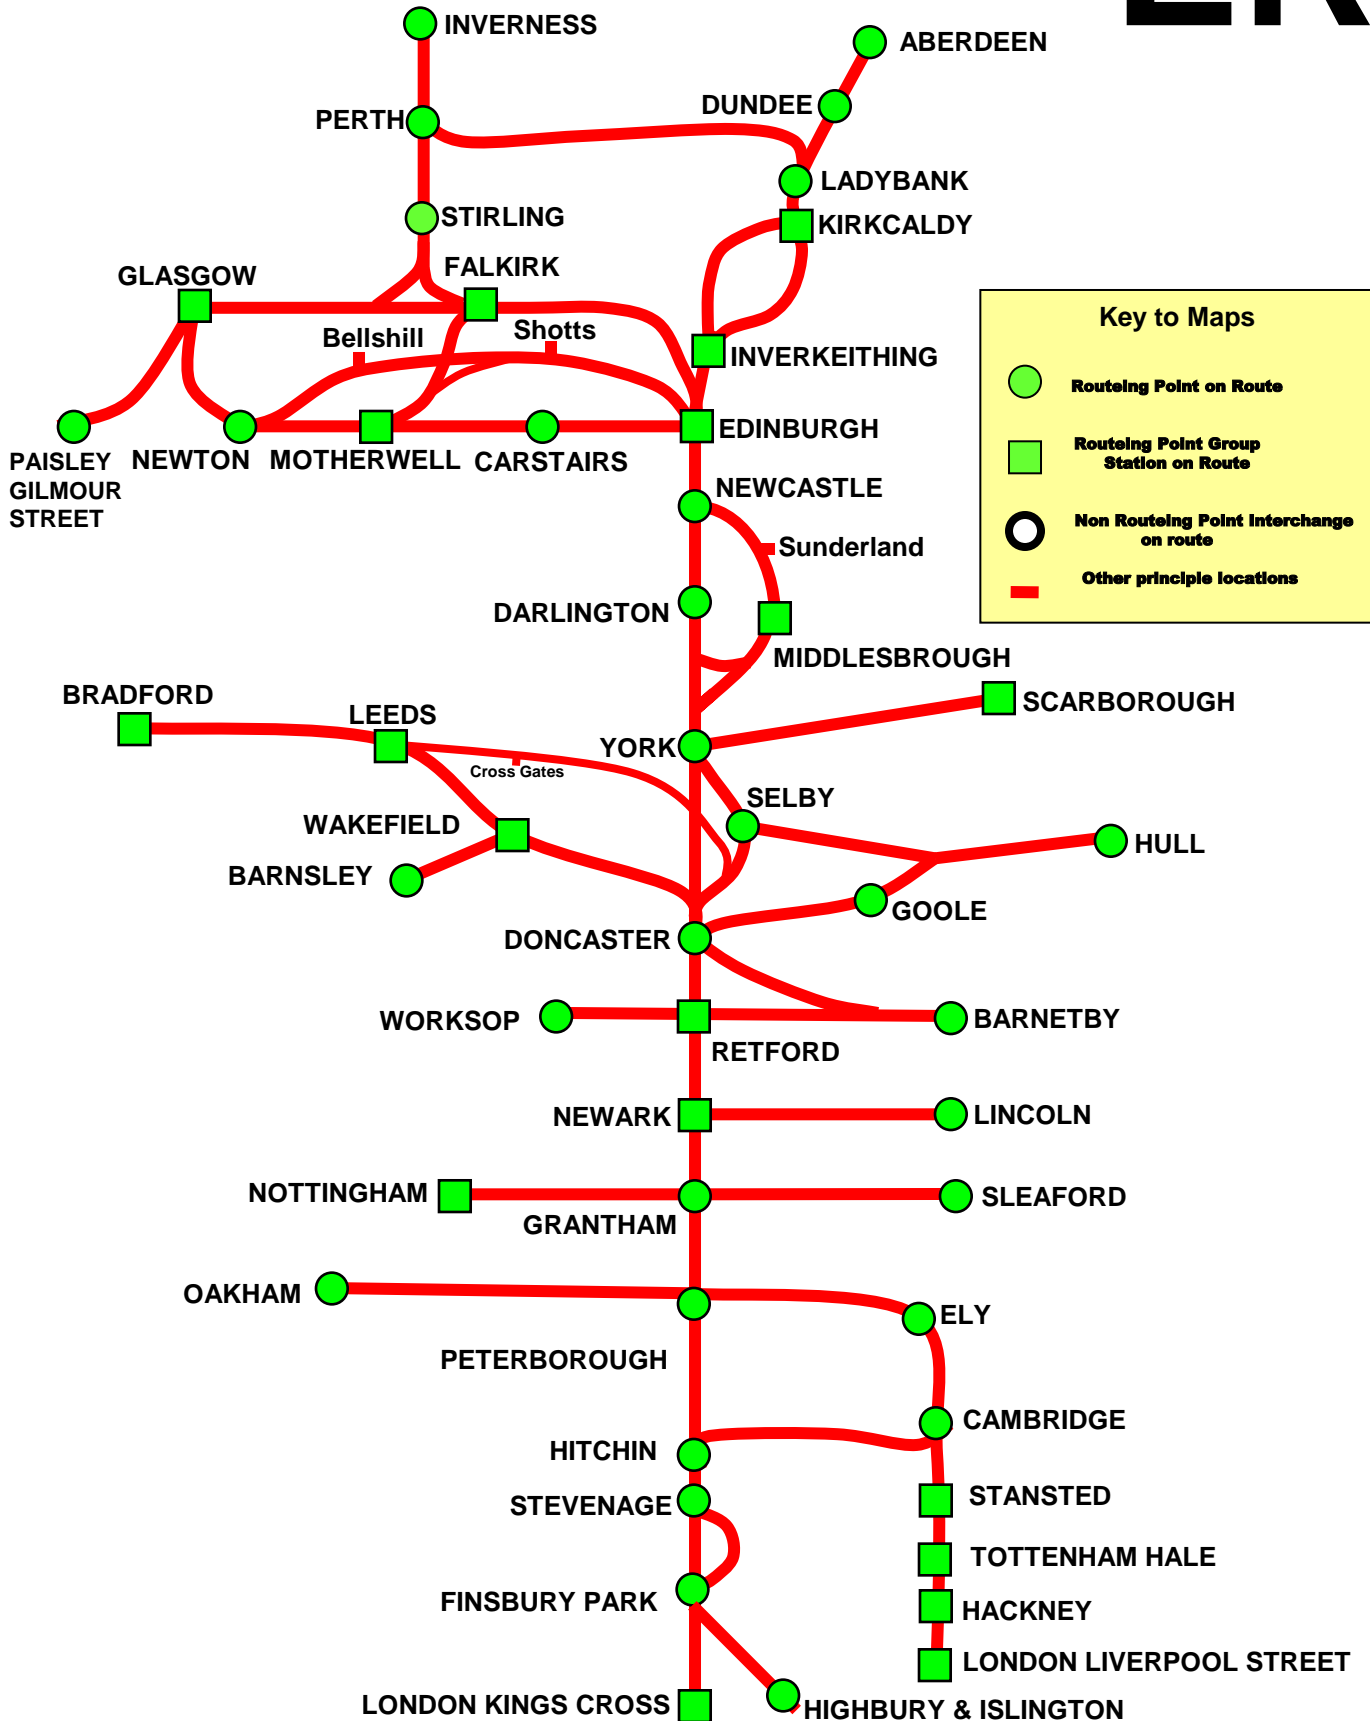 ER
INVERNESS
ABERDEEN
DUNDEE
PERTH
LADYBANK
STIRLING
KIRKCALDY
GLASGOW
FALKIRK
Bellshill
Shotts
INVERKEITHING
Key to Maps
Routeing Point on Route
Routeing Point Group
Station on Route
Non Routeing Point Interchange
on route
Other principle locations
EDINBURGH
PAISLEY
GILMOUR
STREET
NEWTON
MOTHERWELL
CARSTAIRS
NEWCASTLE
Sunderland
DARLINGTON
MIDDLESBROUGH
BRADFORD
LEEDS
SCARBOROUGH
YORK
Cross Gates
SELBY
WAKEFIELD
HULL
BARNSLEY
GOOLE
DONCASTER
WORKSOP
BARNETBY
RETFORD
NEWARK
LINCOLN
NOTTINGHAM
SLEAFORD
GRANTHAM
OAKHAM
ELY
PETERBOROUGH
CAMBRIDGE
HITCHIN
STANSTED
STEVENAGE
TOTTENHAM HALE
FINSBURY PARK
HACKNEY
LONDON LIVERPOOL STREET
LONDON KINGS CROSS
HIGHBURY & ISLINGTON